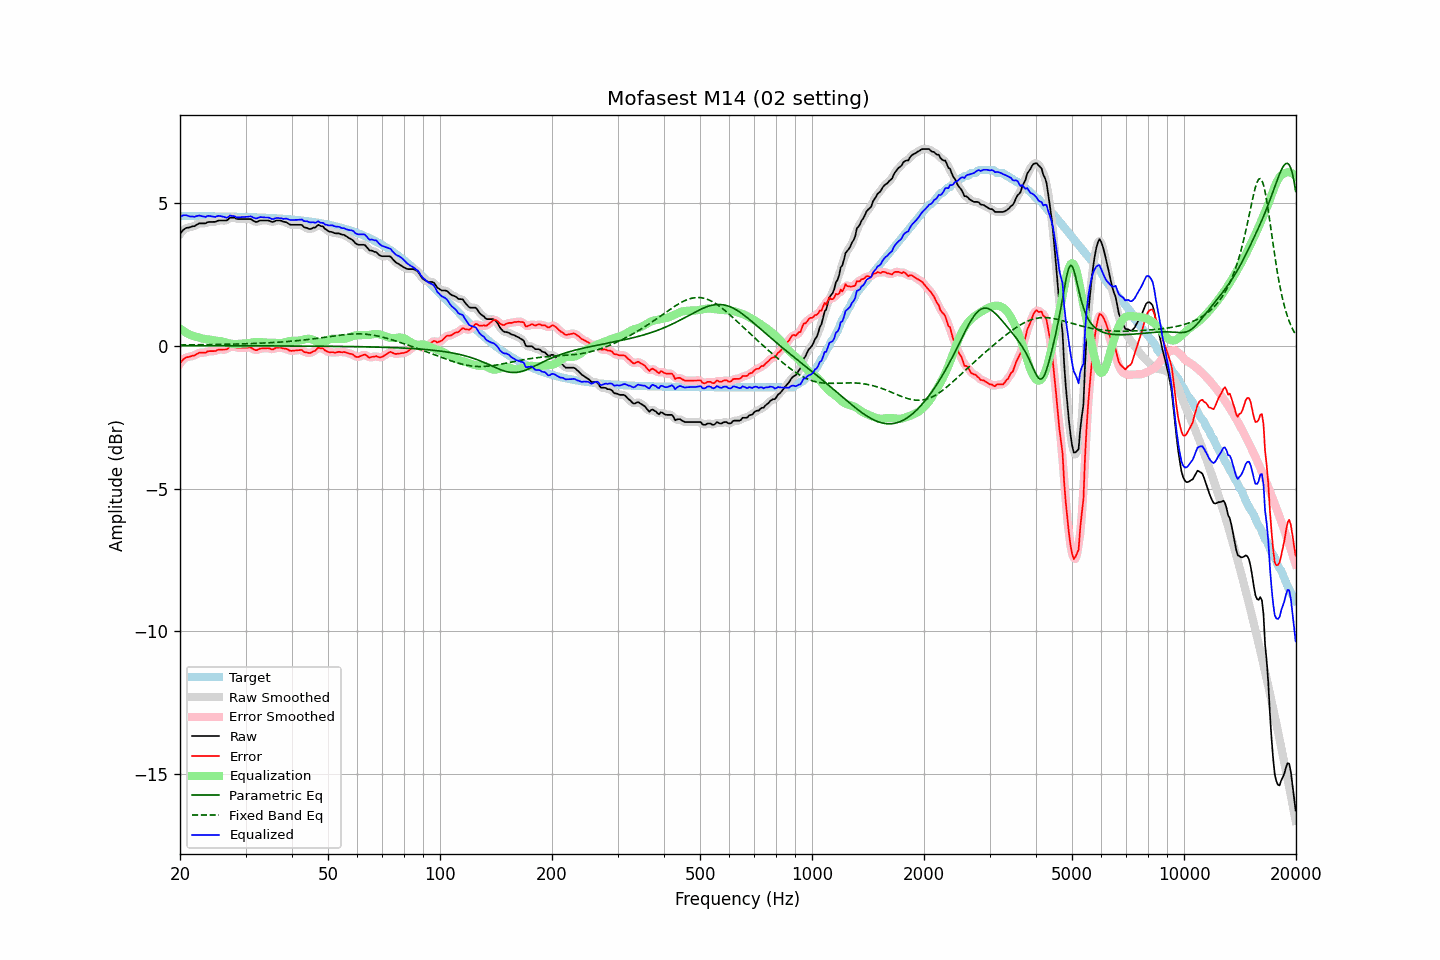 Mofasest M14 (02 setting)
Amplitude (dBr)
5
0
−5
−10
−15
Target
Raw Smoothed
Error Smoothed
Raw
Error
Equalization
Parametric Eq
Fixed Band Eq
Equalized
20 50 100 200 500 1000 2000 5000 10000 20000
Frequency (Hz)